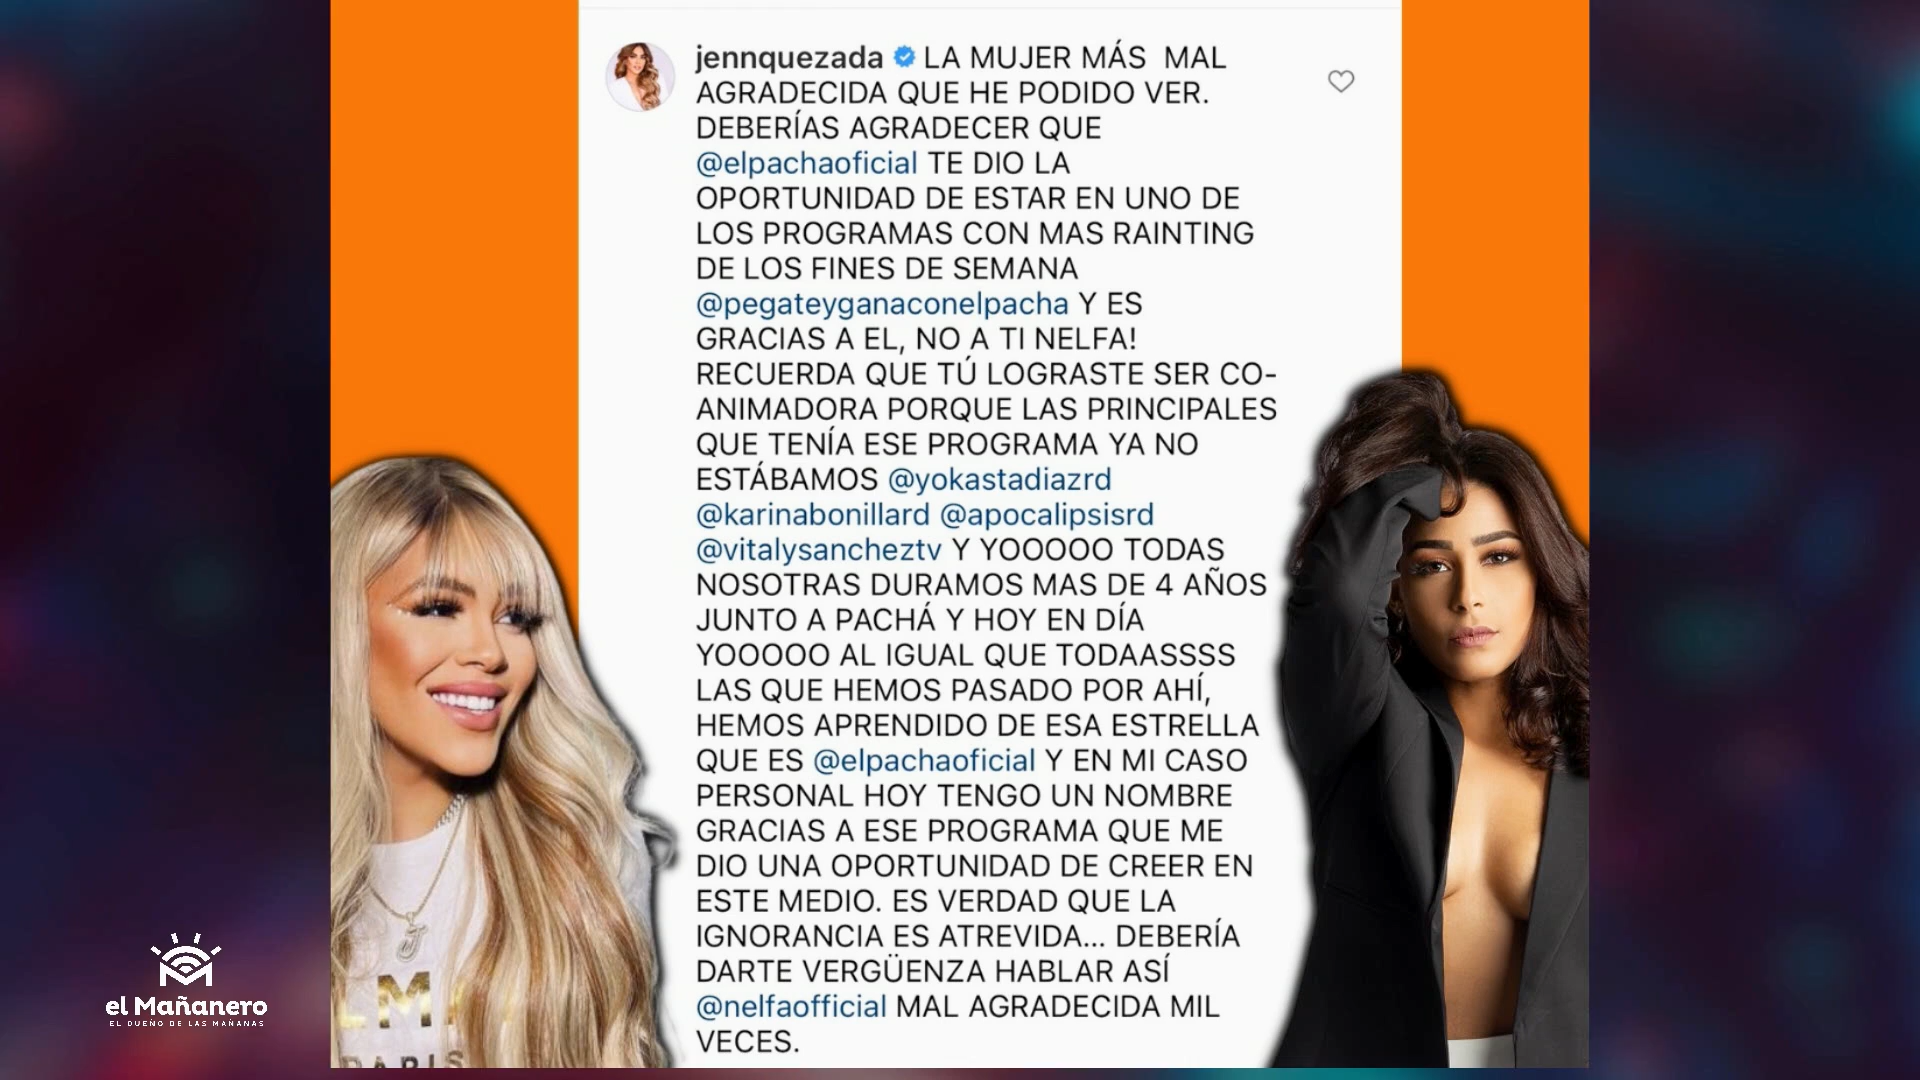 jennquezada LA MUJER MÁS MAL
AGRADECIDA QUE HE PODIDO VER.
DEBERÍAS AGRADECER QUE
@elpachaoficial TE DIO LA
OPORTUNIDAD DE ESTAR EN UNO DE
LOS PROGRAMAS CON MAS RAINTING
DE LOS FINES DE SEMANA
@pegateyganaconelpacha Y ES
GRACIAS A EL, NO A TI NELFA!
RECUERDA QUE TÚ LOGRASTE SER CO-
ANIMADORA PORQUE LAS PRINCIPALES
QUE TENÍA ESE PROGRAMA YA NO
ESTÁBAMOS @yokastadiazrd
@karinabonillard @apocalipsisrd
@vitalysancheztv Y YOOOOO TODAS
NOSOTRAS DURAMOS MAS DE 4 AÑOS
JUNTO A PACHÁ Y HOY EN DÍA
YOOOOO AL IGUAL QUE TODAASSSS
LAS QUE HEMOS PASADO POR AHÍ,
HEMOS APRENDIDO DE ESA ESTRELLA
QUE ES @elpachaoficial Y EN MI CASO
PERSONAL HOY TENGO UN NOMBRE
GRACIAS A ESE PROGRAMA QUE ME
DIO UNA OPORTUNIDAD DE CREER EN
ESTE MEDIO. ES VERDAD QUE LA
IGNORANCIA ES ATREVIDA... DEBERÍA
DARTE VERGÜENZA HABLAR ASÍ
@nelfaofficial MAL AGRADECIDA MIL
VECES.
el Mañanero
EL DUEÑO DE LAS MAÑANAS
PARIS